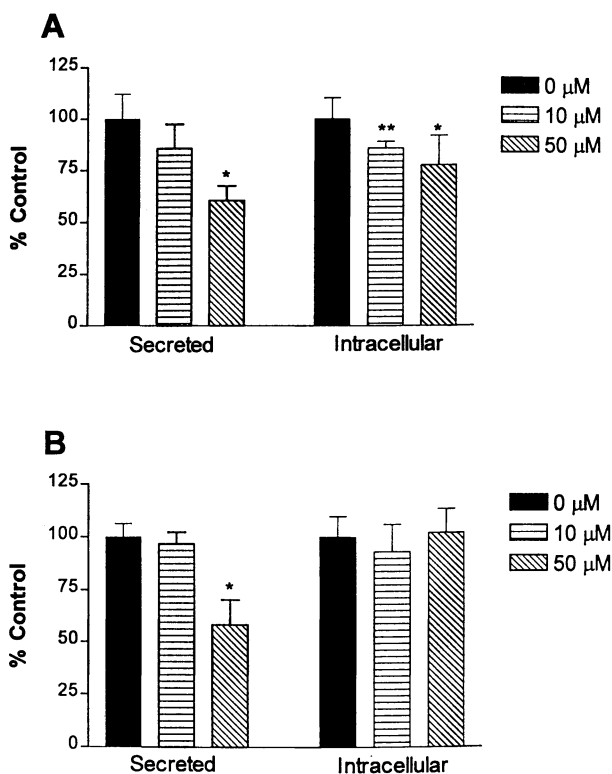 A
125
100
75
50
25
0
% Control
* ** *
Secreted Intracellular
0 μM
10 μM
50 μM
B
125
100
75
50
25
0
% Control
*
Secreted Intracellular
0 μM
10 μM
50 μM